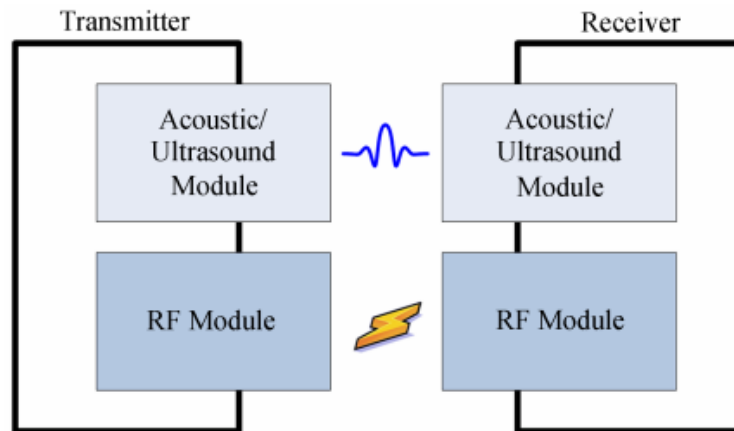 Transmitter
Receiver
Acoustic/
Ultrasound
Module
Acoustic/
Ultrasound
Module
RF Module
RF Module